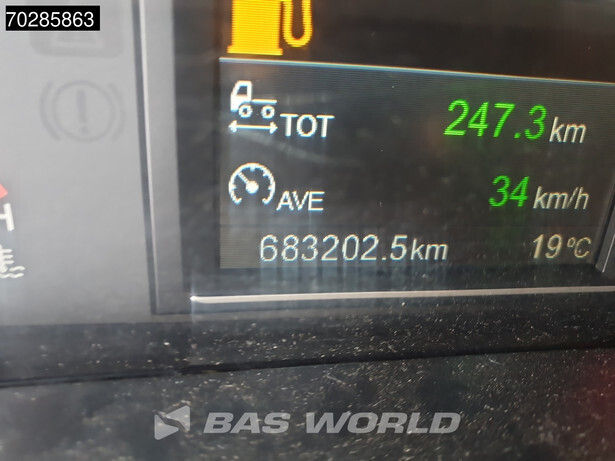 70285863
TOT 247.3 km
AVE 34 km/h
683202.5km 19°C
H
BAS WORLD